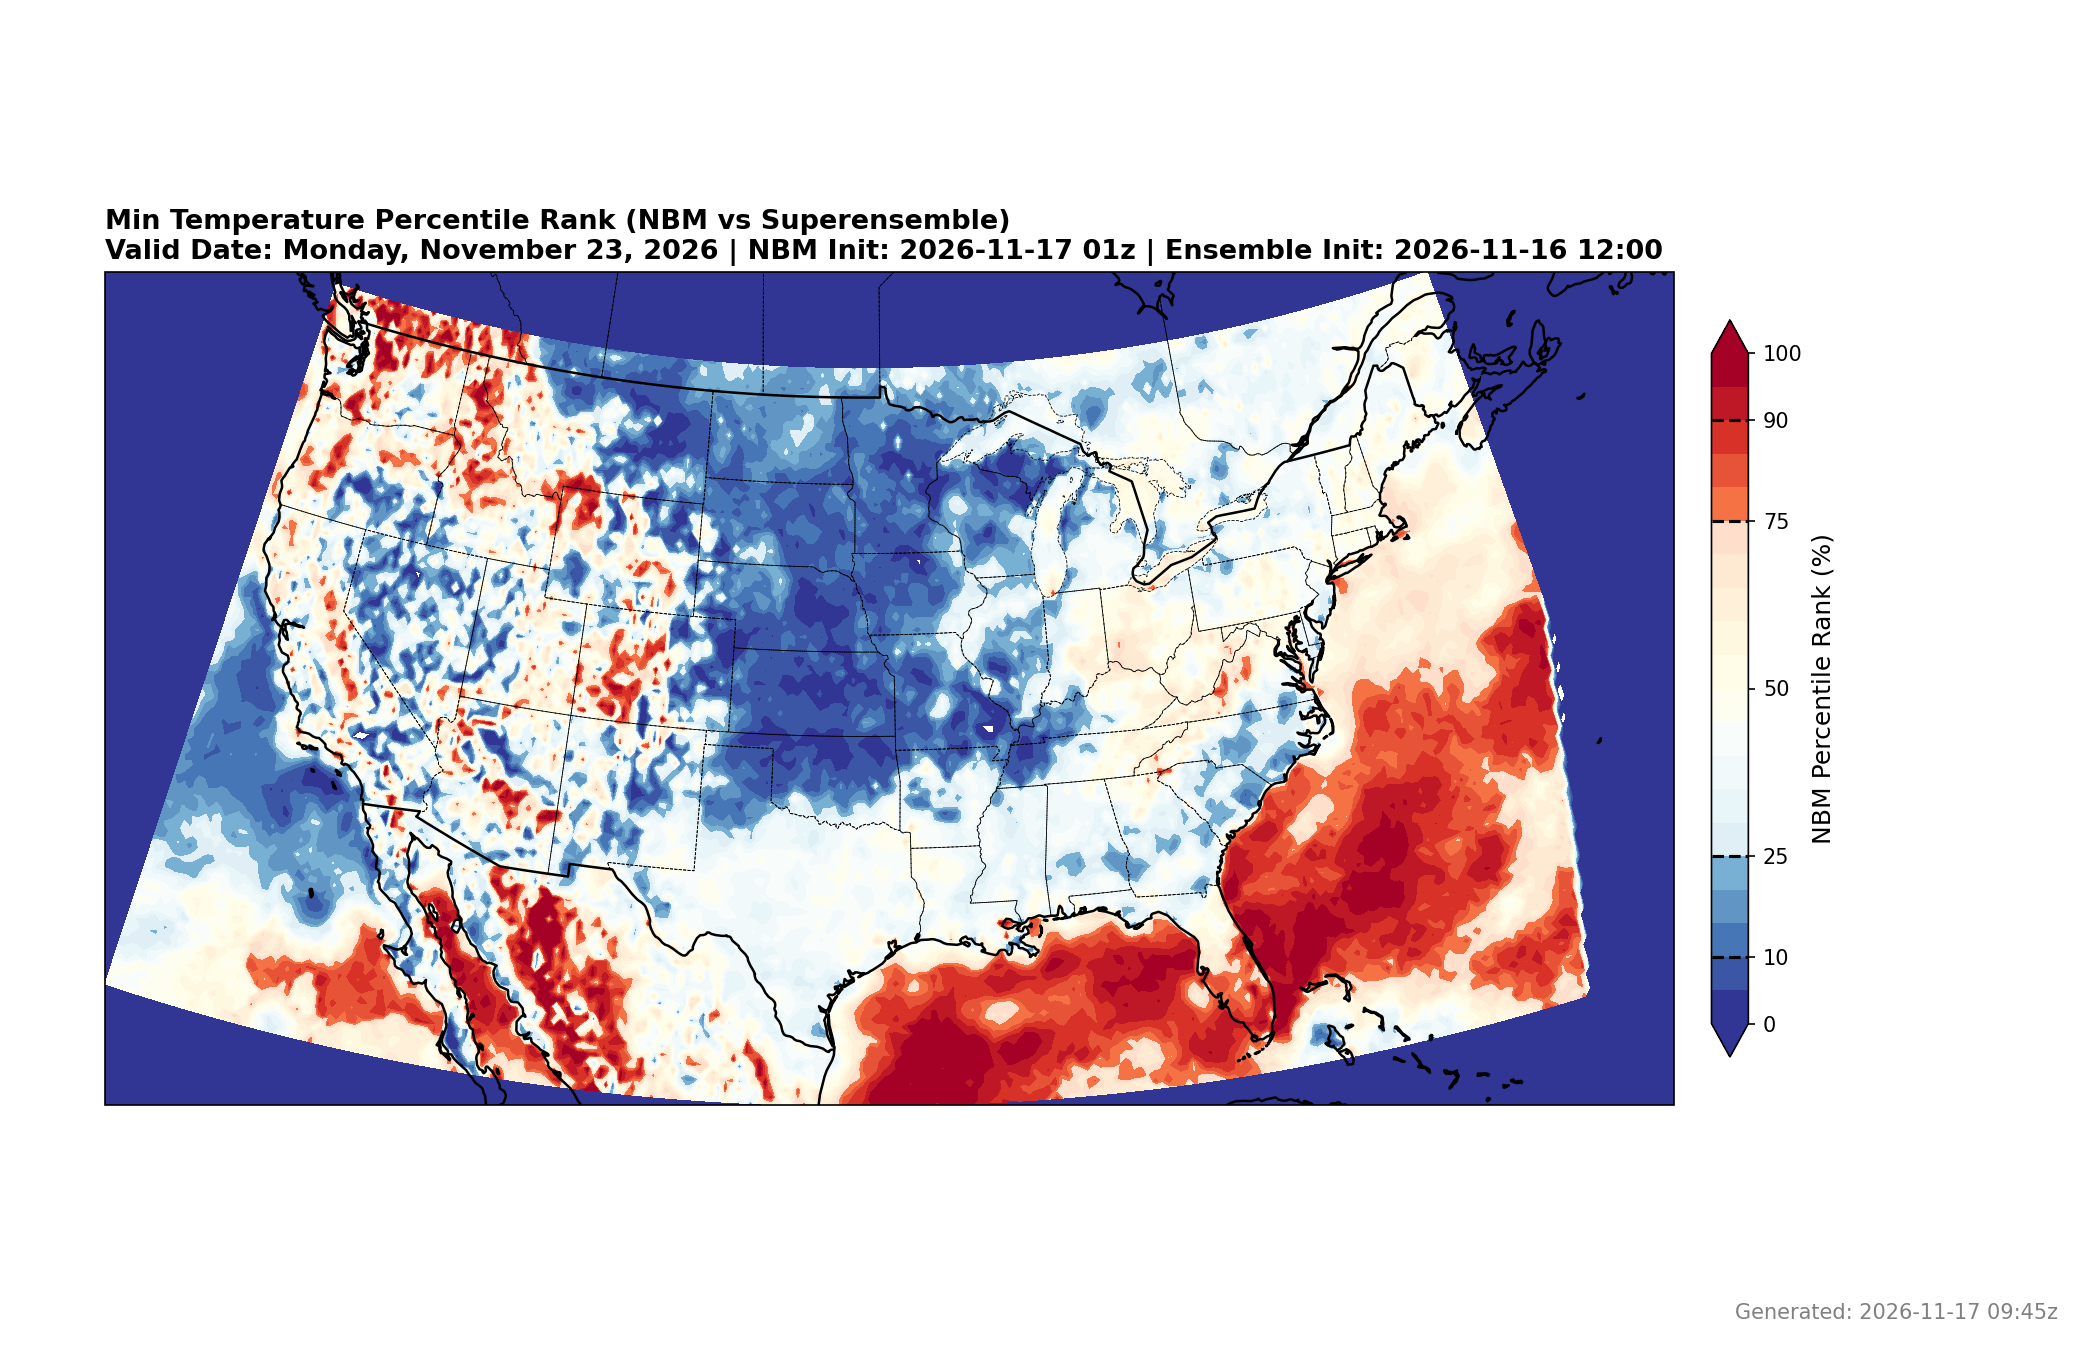 Min Temperature Percentile Rank (NBM vs Superensemble)
Valid Date: Monday, November 23, 2026 | NBM Init: 2026-11-17 01z | Ensemble Init: 2026-11-16 12:00
100
90
75
50
25
10
0
NBM Percentile Rank (%)
Generated: 2026-11-17 09:45z